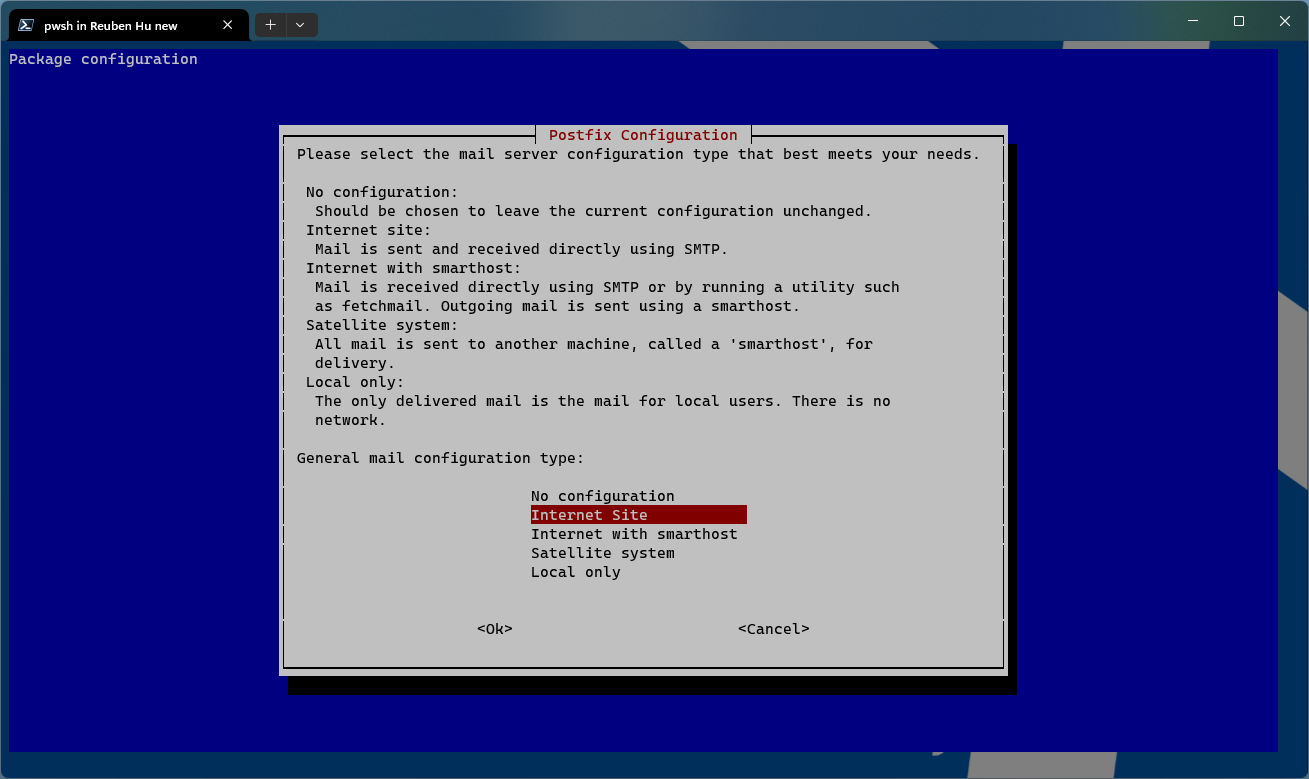 pwsh in Reuben Hu new
Package configuration
Postfix Configuration
Please select the mail server configuration type that best meets your needs.
No configuration:
Should be chosen to leave the current configuration unchanged.
Internet site:
Mail is sent and received directly using SMTP.
Internet with smarthost:
Mail is received directly using SMTP or by running a utility such
as fetchmail. Outgoing mail is sent using a smarthost.
Satellite system:
All mail is sent to another machine, called a 'smarthost', for
delivery.
Local only:
The only delivered mail is the mail for local users. There is no
network.
General mail configuration type:
No configuration
Internet Site
Internet with smarthost
Satellite system
Local only
<Ok> <Cancel>